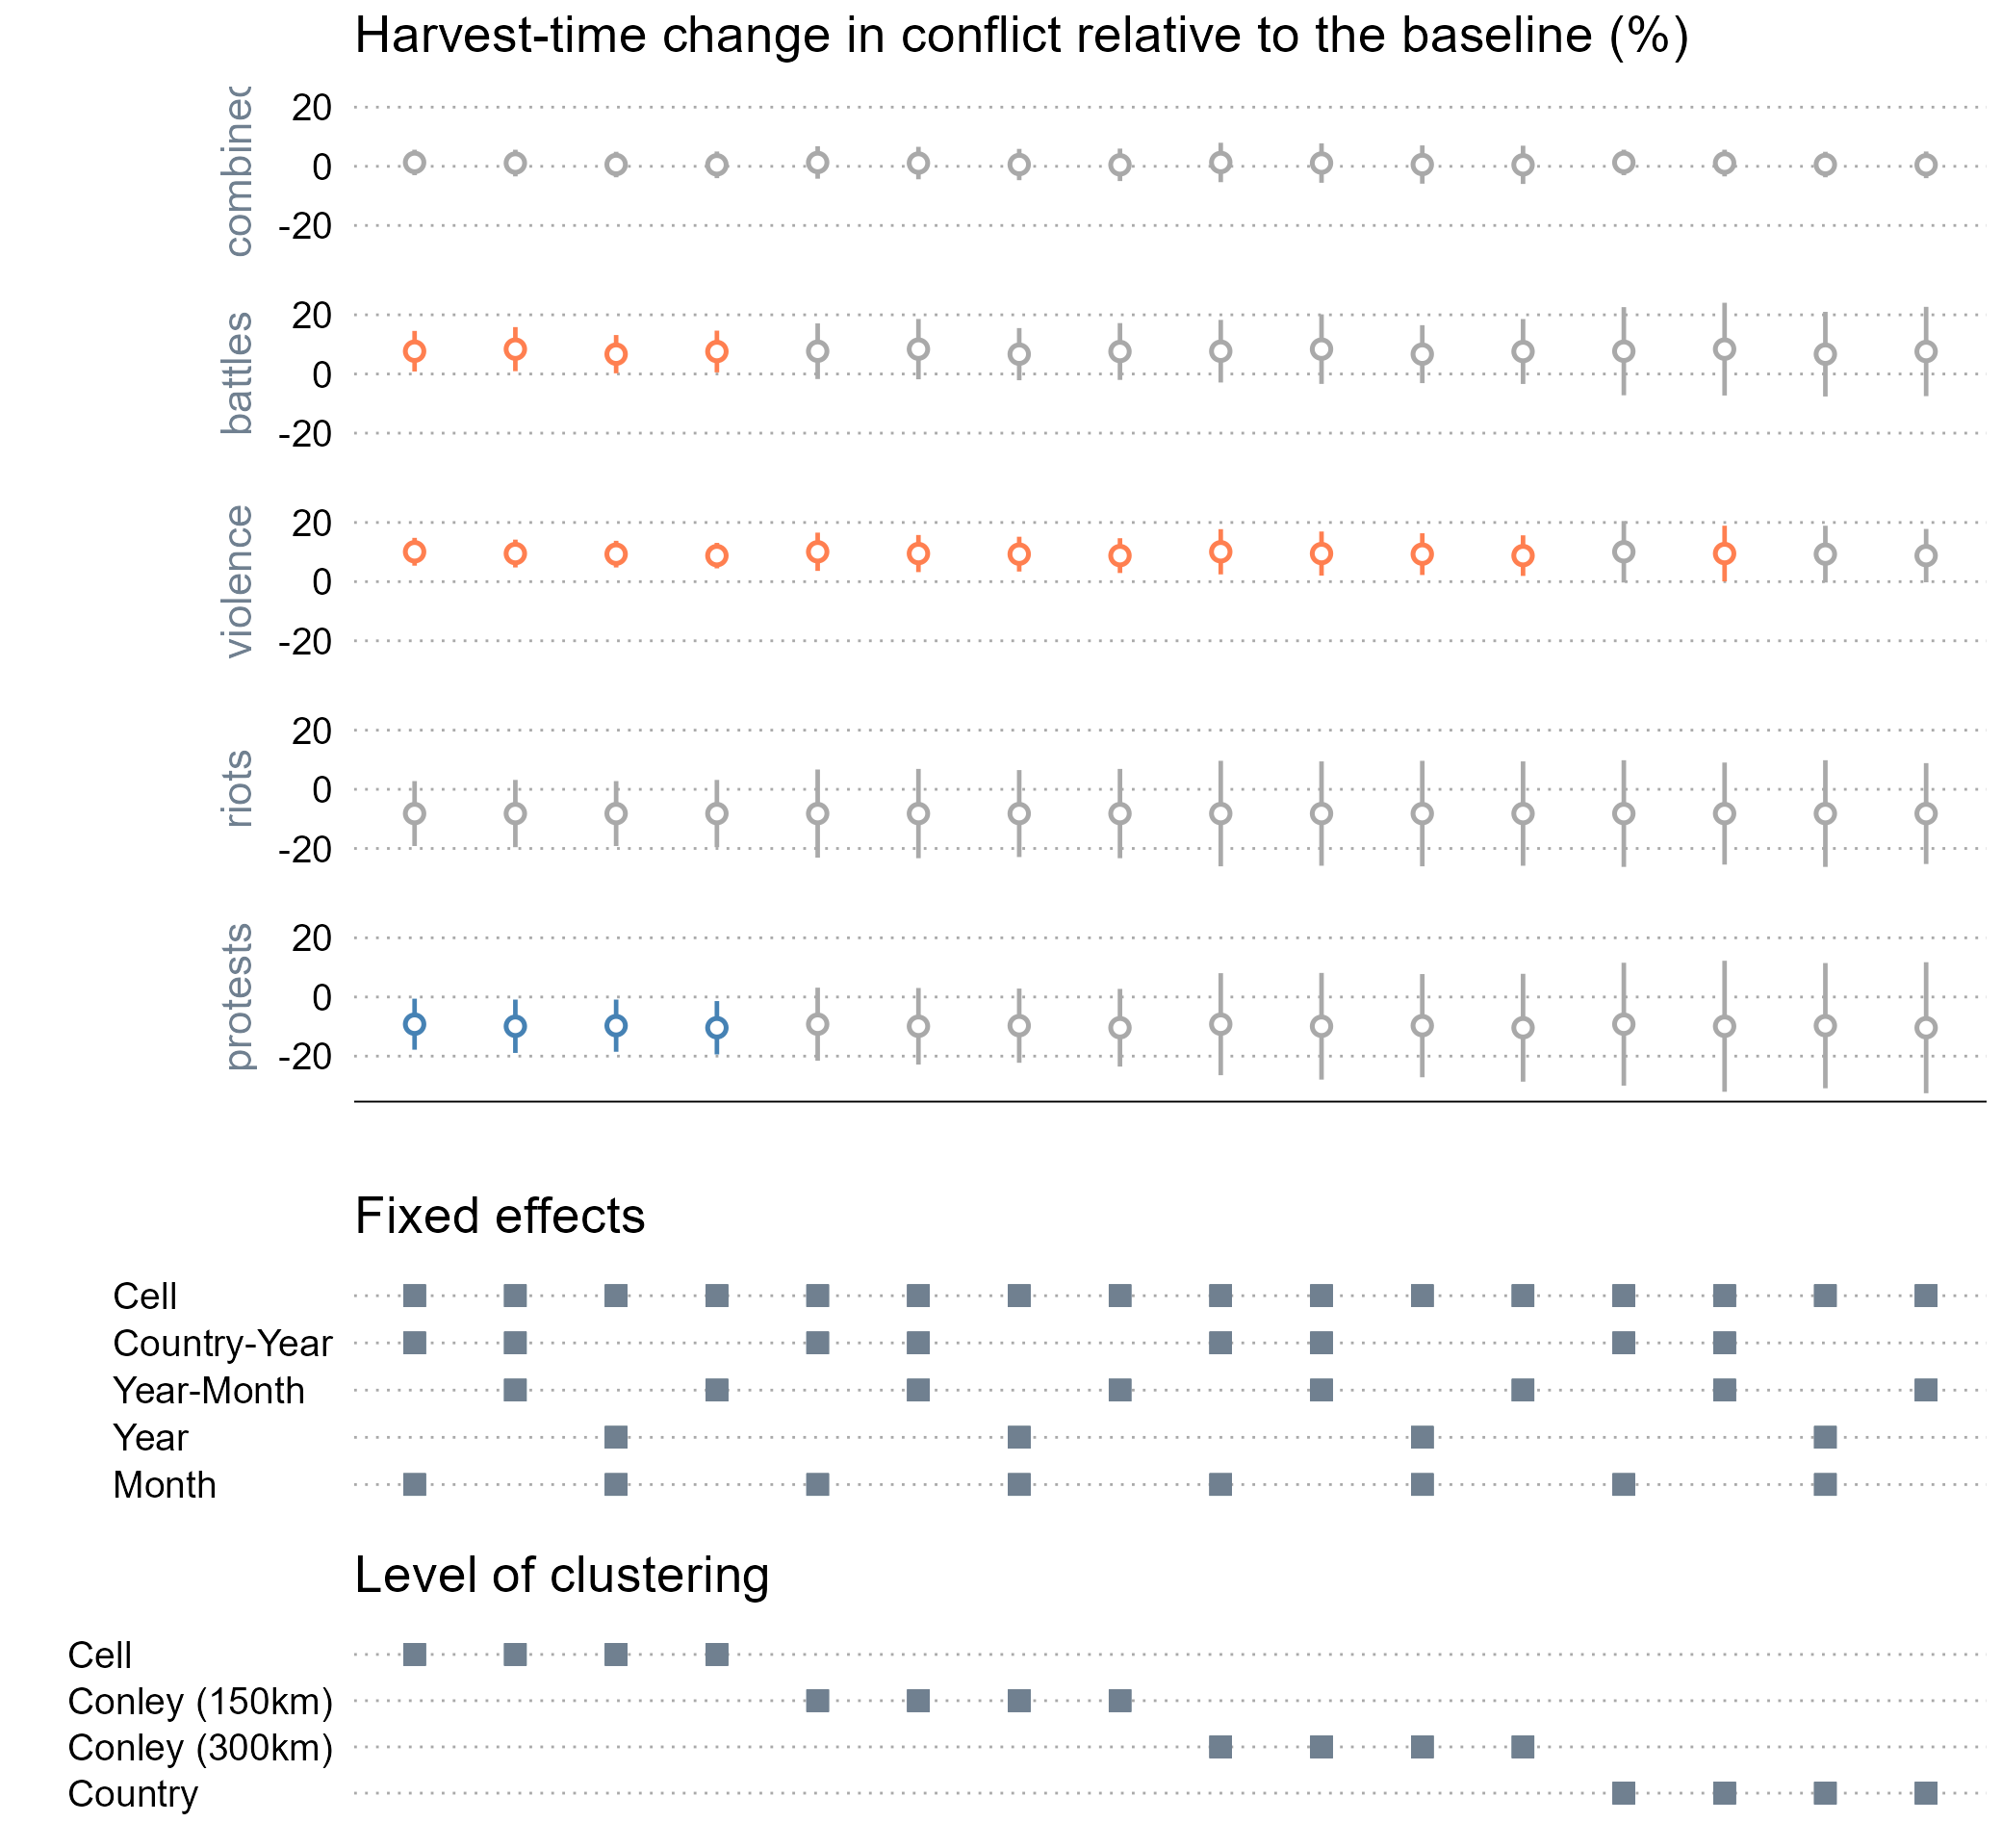 Harvest-time change in conflict relative to the baseline (%)
combined
20
0
-20
battles
20
0
-20
violence
20
0
-20
riots
20
0
-20
protests
20
0
-20
Fixed effects
Cell
Country-Year
Year-Month
Year
Month
Level of clustering
Cell
Conley (150km)
Conley (300km)
Country